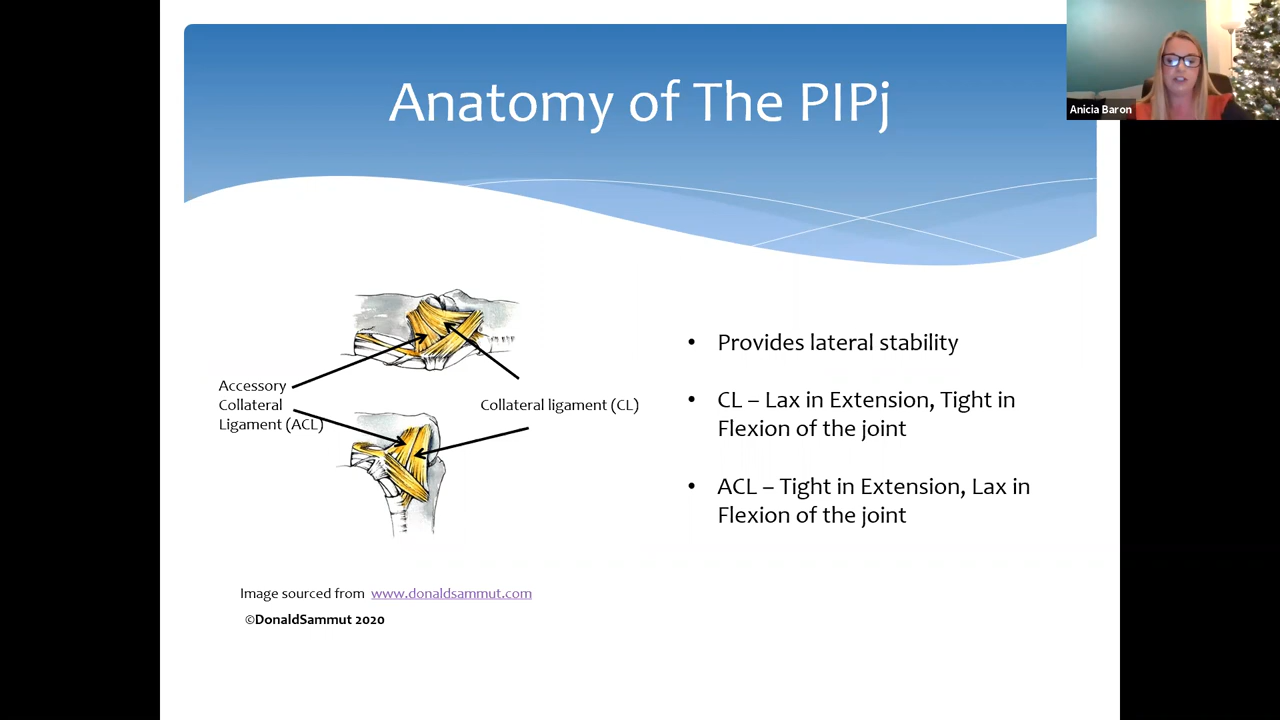 Anatomy of The PIPj
Anicia Baron
Accessory
Collateral
Ligament (ACL)
Collateral ligament (CL)
• Provides lateral stability
• CL – Lax in Extension, Tight in
Flexion of the joint
• ACL – Tight in Extension, Lax in
Flexion of the joint
Image sourced from www.donaldsammut.com
©DonaldSammut 2020